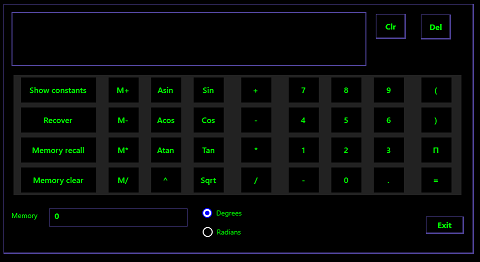 Clr Del
Show constants M+ Asin Sin + 7 8 9 (
Recover M- Acos Cos - 4 5 6 )
Memory recall M* Atan Tan * 1 2 3 Π
Memory clear M/ ^ Sqrt / - 0 . =
Memory 0 Degrees
Radians
Exit